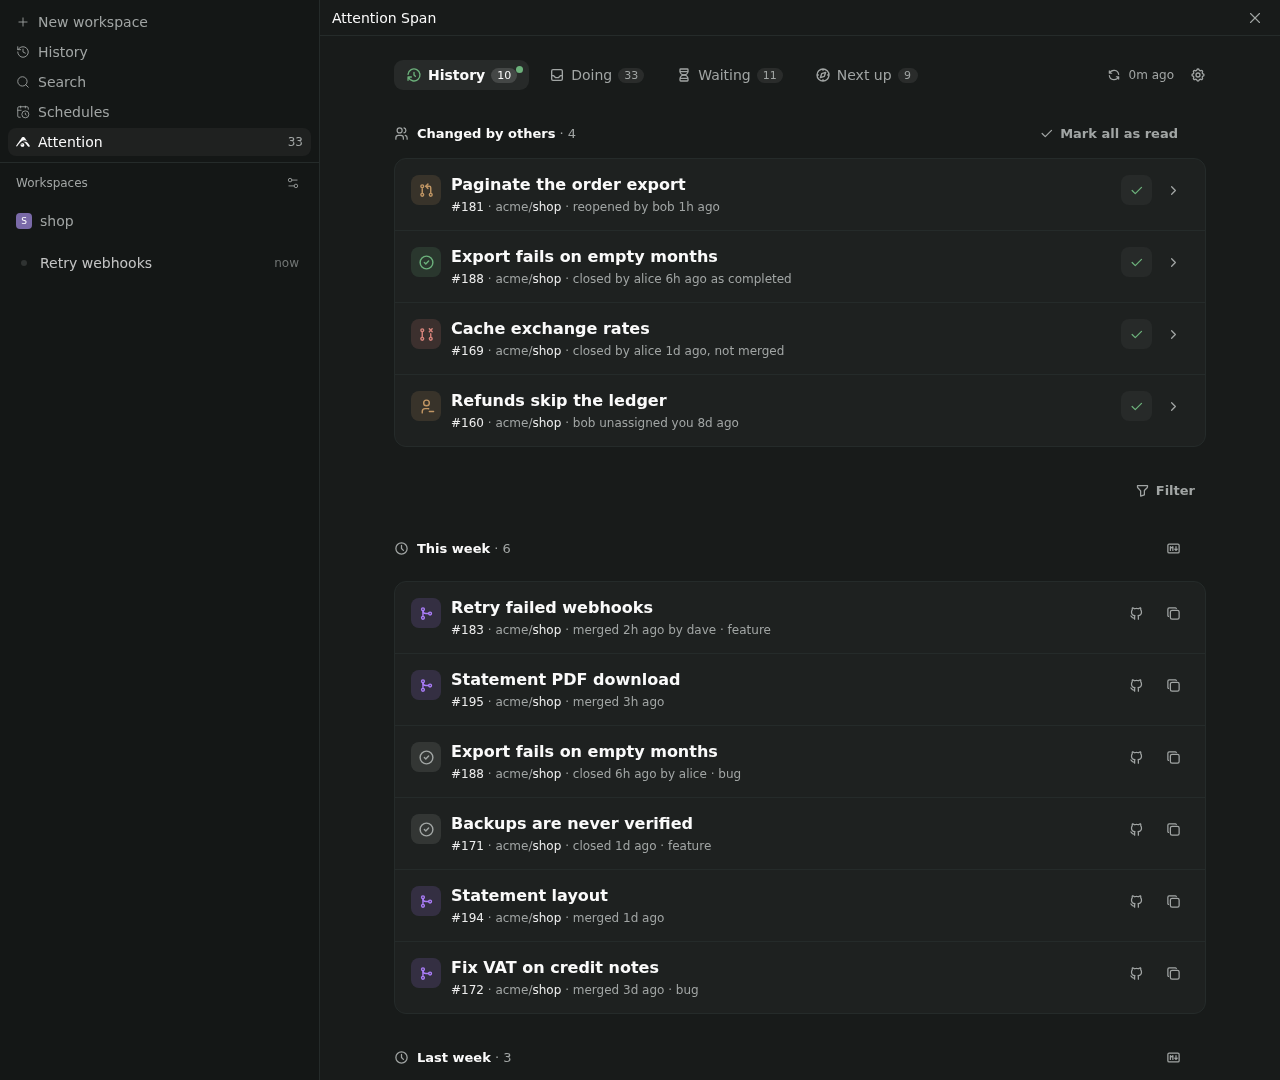 New workspace
History
Search
Schedules
Attention 33
Workspaces
S shop
Retry webhooks now
Attention Span
History 10 Doing 33 Waiting 11 Next up 9 0m ago
Changed by others · 4 Mark all as read
Paginate the order export
#181 · acme/shop · reopened by bob 1h ago
Export fails on empty months
#188 · acme/shop · closed by alice 6h ago as completed
Cache exchange rates
#169 · acme/shop · closed by alice 1d ago, not merged
Refunds skip the ledger
#160 · acme/shop · bob unassigned you 8d ago
Filter
This week · 6
Retry failed webhooks
#183 · acme/shop · merged 2h ago by dave · feature
Statement PDF download
#195 · acme/shop · merged 3h ago
Export fails on empty months
#188 · acme/shop · closed 6h ago by alice · bug
Backups are never verified
#171 · acme/shop · closed 1d ago · feature
Statement layout
#194 · acme/shop · merged 1d ago
Fix VAT on credit notes
#172 · acme/shop · merged 3d ago · bug
Last week · 3